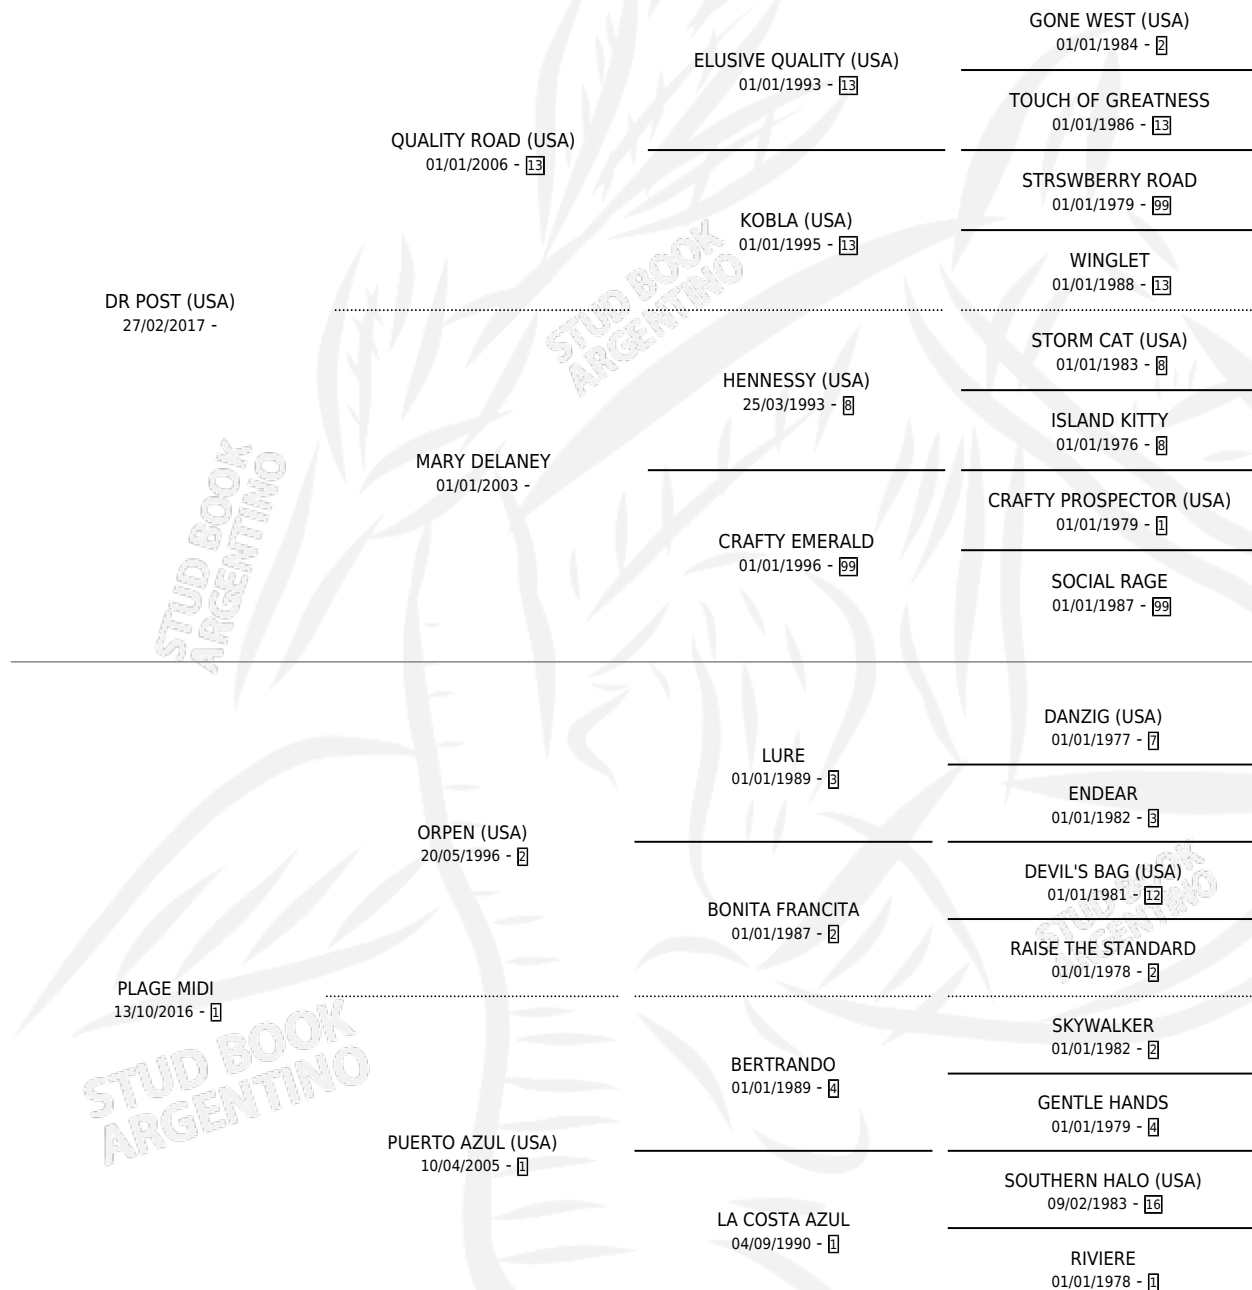 GONE WEST (USA)
01/01/1984 - 2
ELUSIVE QUALITY (USA)
01/01/1993 - 13
TOUCH OF GREATNESS
01/01/1986 - 13
QUALITY ROAD (USA)
01/01/2006 - 13
STRSWBERRY ROAD
01/01/1979 - 99
KOBLA (USA)
01/01/1995 - 13
WINGLET
01/01/1988 - 13
DR POST (USA)
27/02/2017 -
STORM CAT (USA)
01/01/1983 - 8
HENNESSY (USA)
25/03/1993 - 8
ISLAND KITTY
01/01/1976 - 8
MARY DELANEY
01/01/2003 -
CRAFTY PROSPECTOR (USA)
01/01/1979 - 1
CRAFTY EMERALD
01/01/1996 - 99
SOCIAL RAGE
01/01/1987 - 99
DANZIG (USA)
01/01/1977 - 7
LURE
01/01/1989 - 3
ENDEAR
01/01/1982 - 3
ORPEN (USA)
20/05/1996 - 2
DEVIL'S BAG (USA)
01/01/1981 - 12
BONITA FRANCITA
01/01/1987 - 2
RAISE THE STANDARD
01/01/1978 - 2
PLAGE MIDI
13/10/2016 - 1
SKYWALKER
01/01/1982 - 2
BERTRANDO
01/01/1989 - 4
GENTLE HANDS
01/01/1979 - 4
PUERTO AZUL (USA)
10/04/2005 - 1
SOUTHERN HALO (USA)
09/02/1983 - 16
LA COSTA AZUL
04/09/1990 - 1
RIVIERE
01/01/1978 - 1
STUD BOOK
ARGENTINO
STUD BOOK
ARGENTINO
STUD BOOK
ARGENTINO
STUD BOOK
ARGENTINO